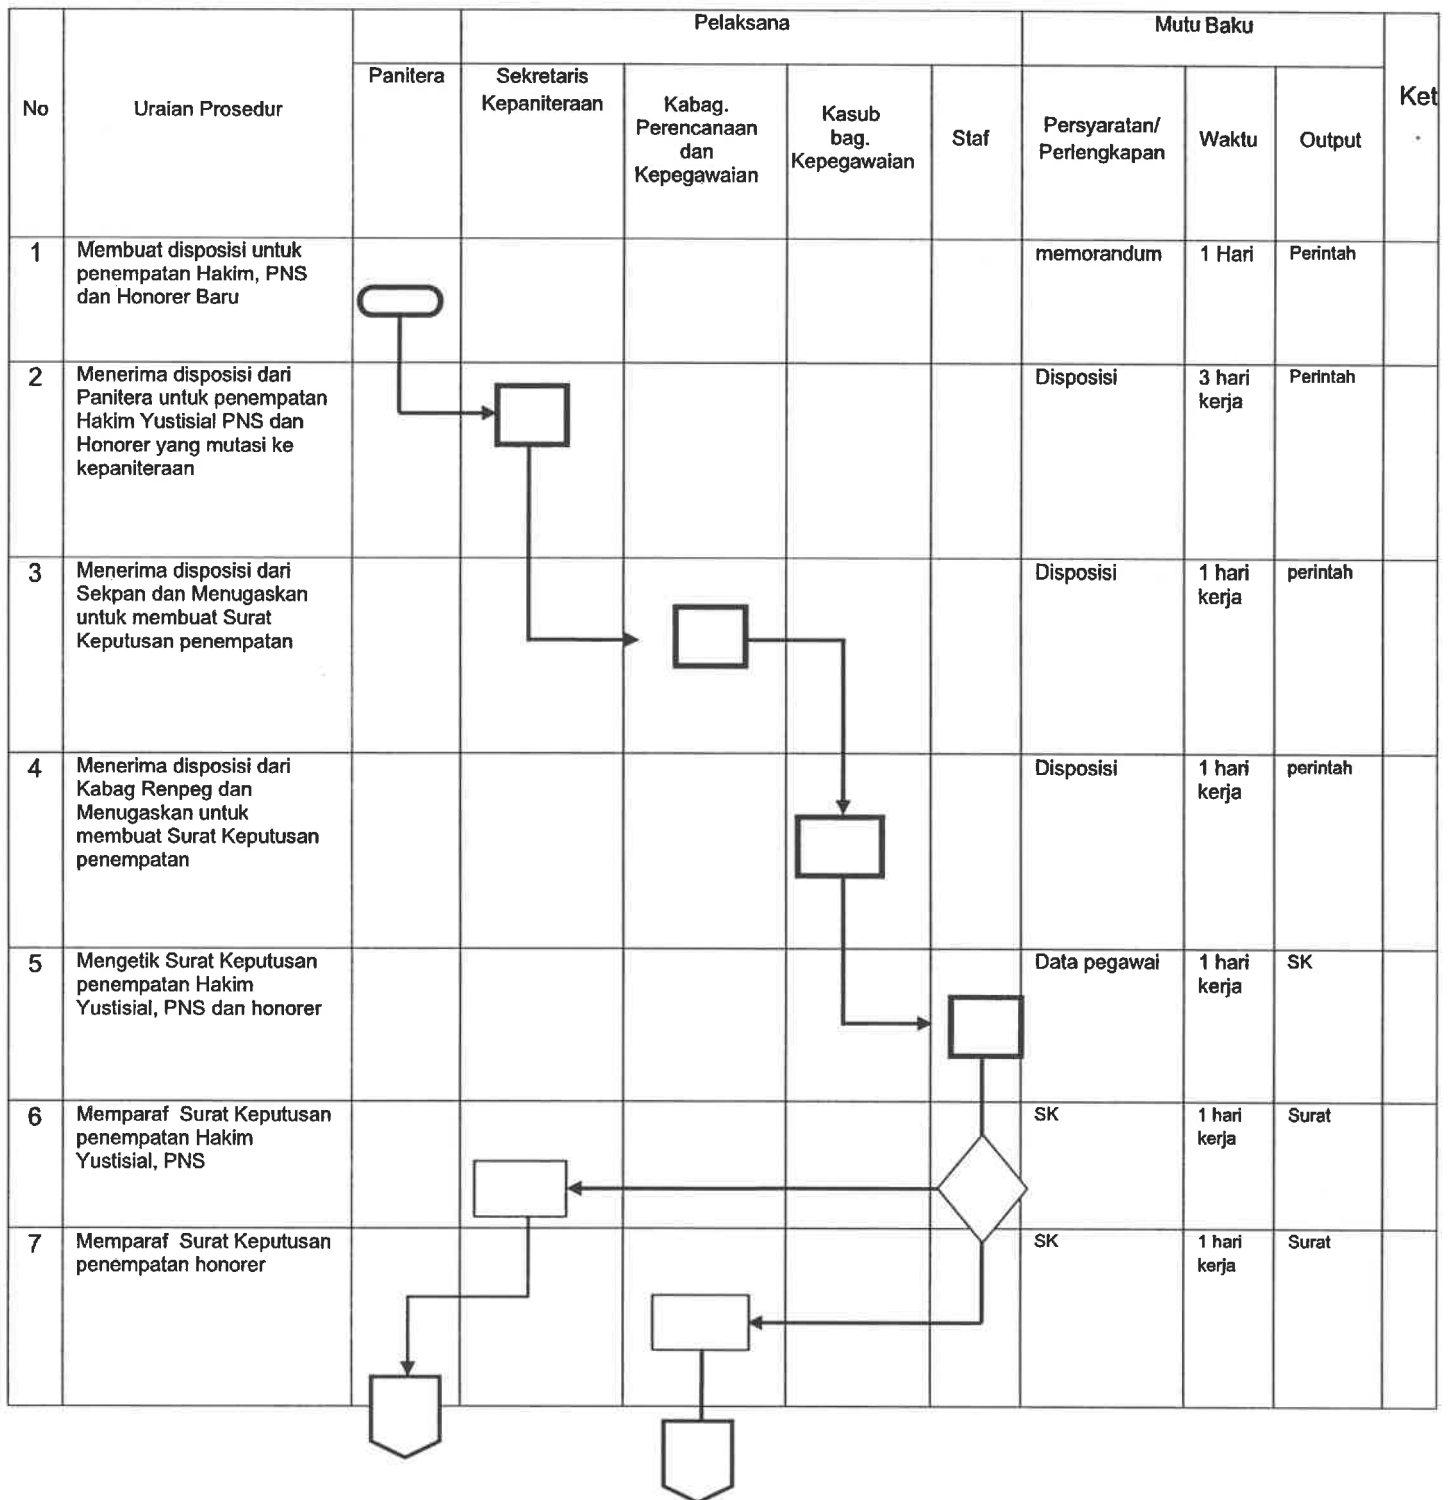 Pelaksana
Mutu Baku
No
Uraian Prosedur
Panitera
Sekretaris
Kepaniteraan
Kabag.
Perencanaan
dan
Kepegawaian
Kasub
bag.
Kepegawaian
Staf
Persyaratan/
Perlengkapan
Waktu
Output
Ket
.
1
Membuat disposisi untuk
penempatan Hakim, PNS
dan Honorer Baru
memorandum
1 Hari
Perintah
2
Menerima disposisi dari
Panitera untuk penempatan
Hakim Yustisial PNS dan
Honorer yang mutasi ke
kepaniteraan
Disposisi
3 hari
kerja
Perintah
3
Menerima disposisi dari
Sekpan dan Menugaskan
untuk membuat Surat
Keputusan penempatan
Disposisi
1 hari
kerja
perintah
4
Menerima disposisi dari
Kabag Renpeg dan
Menugaskan untuk
membuat Surat Keputusan
penempatan
Disposisi
1 hari
kerja
perintah
5
Mengetik Surat Keputusan
penempatan Hakim
Yustisial, PNS dan honorer
Data pegawai
1 hari
kerja
SK
6
Memparaf Surat Keputusan
penempatan Hakim
Yustisial, PNS
SK
1 hari
kerja
Surat
7
Memparaf Surat Keputusan
penempatan honorer
SK
1 hari
kerja
Surat